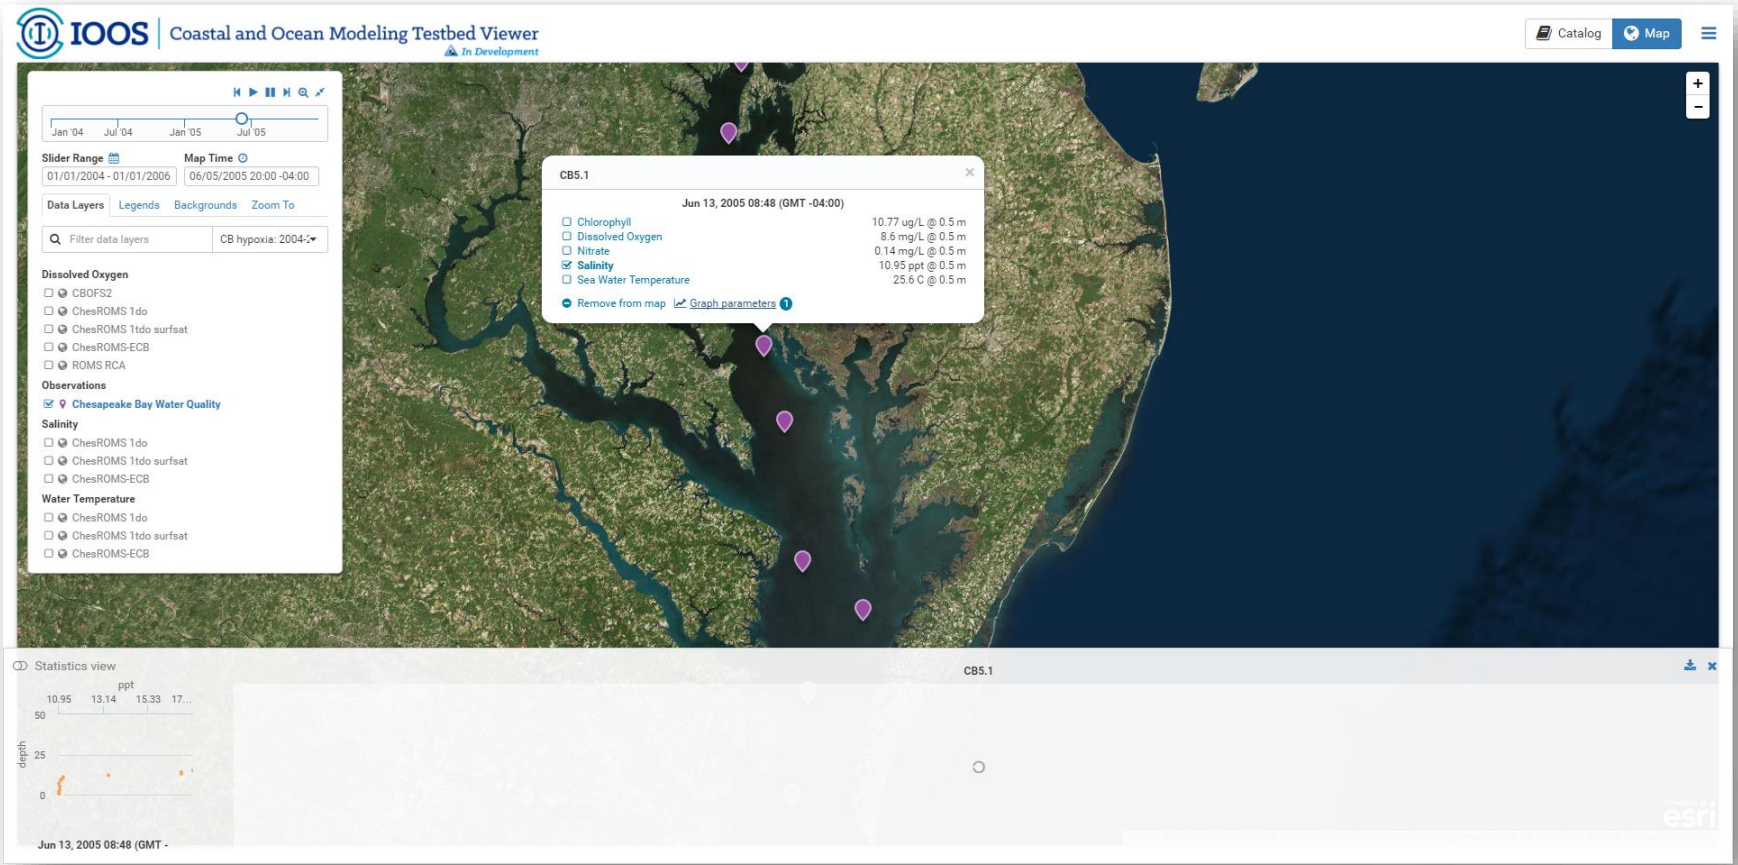 IOOS
Coastal and Ocean Modeling Testbed Viewer
In Development
Catalog
Map
+
−
Jan '04 Jul '04 Jan '05 Jul '05
Slider Range Map Time
01/01/2004 - 01/01/2006 06/05/2005 20:00 -04:00
Data Layers Legends Backgrounds Zoom To
Filter data layers CB hypoxia: 2004-2
Dissolved Oxygen
CBOFS2
ChesROMS 1do
ChesROMS 1tdo surfsat
ChesROMS-ECB
ROMS RCA
Observations
Chesapeake Bay Water Quality
Salinity
ChesROMS 1do
ChesROMS 1tdo surfsat
ChesROMS-ECB
Water Temperature
ChesROMS 1do
ChesROMS 1tdo surfsat
ChesROMS-ECB
CB5.1 ×
Jun 13, 2005 08:48 (GMT -04:00)
Chlorophyll 10.77 ug/L @ 0.5 m
Dissolved Oxygen 8.6 mg/L @ 0.5 m
Nitrate 0.14 mg/L @ 0.5 m
Salinity 10.95 ppt @ 0.5 m
Sea Water Temperature 25.6 C @ 0.5 m
Remove from map Graph parameters 1
Statistics view
CB5.1
ppt
10.95 13.14 15.33 17...
50
25
0
depth
Jun 13, 2005 08:48 (GMT -
esri